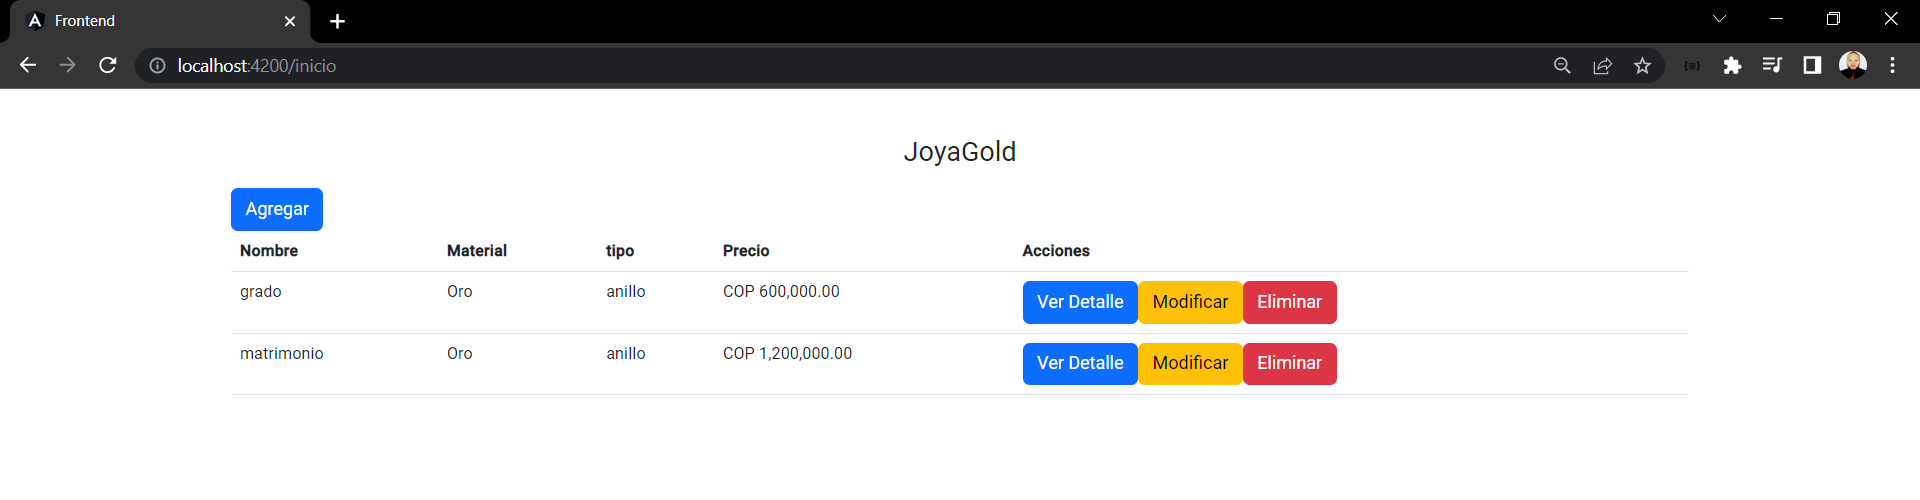 Frontend
localhost:4200/inicio
JoyaGold
Agregar
Nombre Material tipo Precio Acciones
grado Oro anillo COP 600,000.00 Ver Detalle Modificar Eliminar
matrimonio Oro anillo COP 1,200,000.00 Ver Detalle Modificar Eliminar